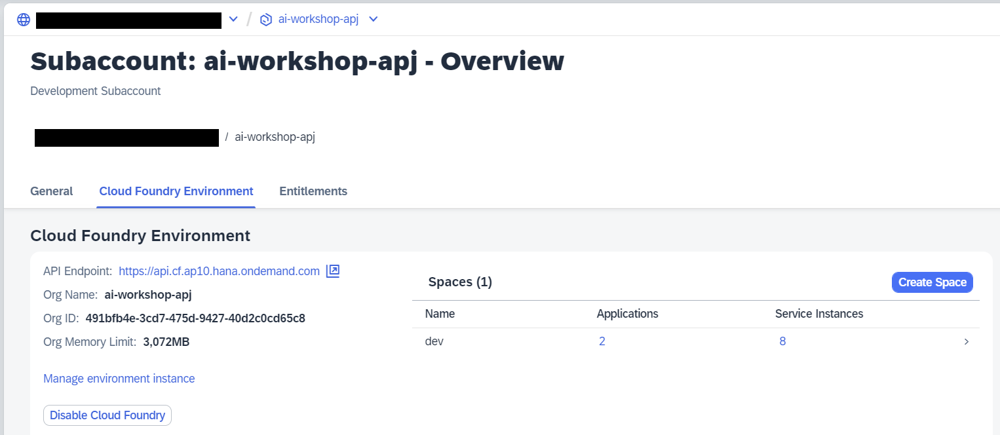 / ai-workshop-apj
Subaccount: ai-workshop-apj - Overview
Development Subaccount
/ ai-workshop-apj
General Cloud Foundry Environment Entitlements
Cloud Foundry Environment
API Endpoint: https://api.cf.ap10.hana.ondemand.com
Org Name: ai-workshop-apj
Org ID: 491bfb4e-3cd7-475d-9427-40d2c0cd65c8
Org Memory Limit: 3,072MB
Manage environment instance
Disable Cloud Foundry
Spaces (1) Create Space
Name Applications Service Instances
dev 2 8